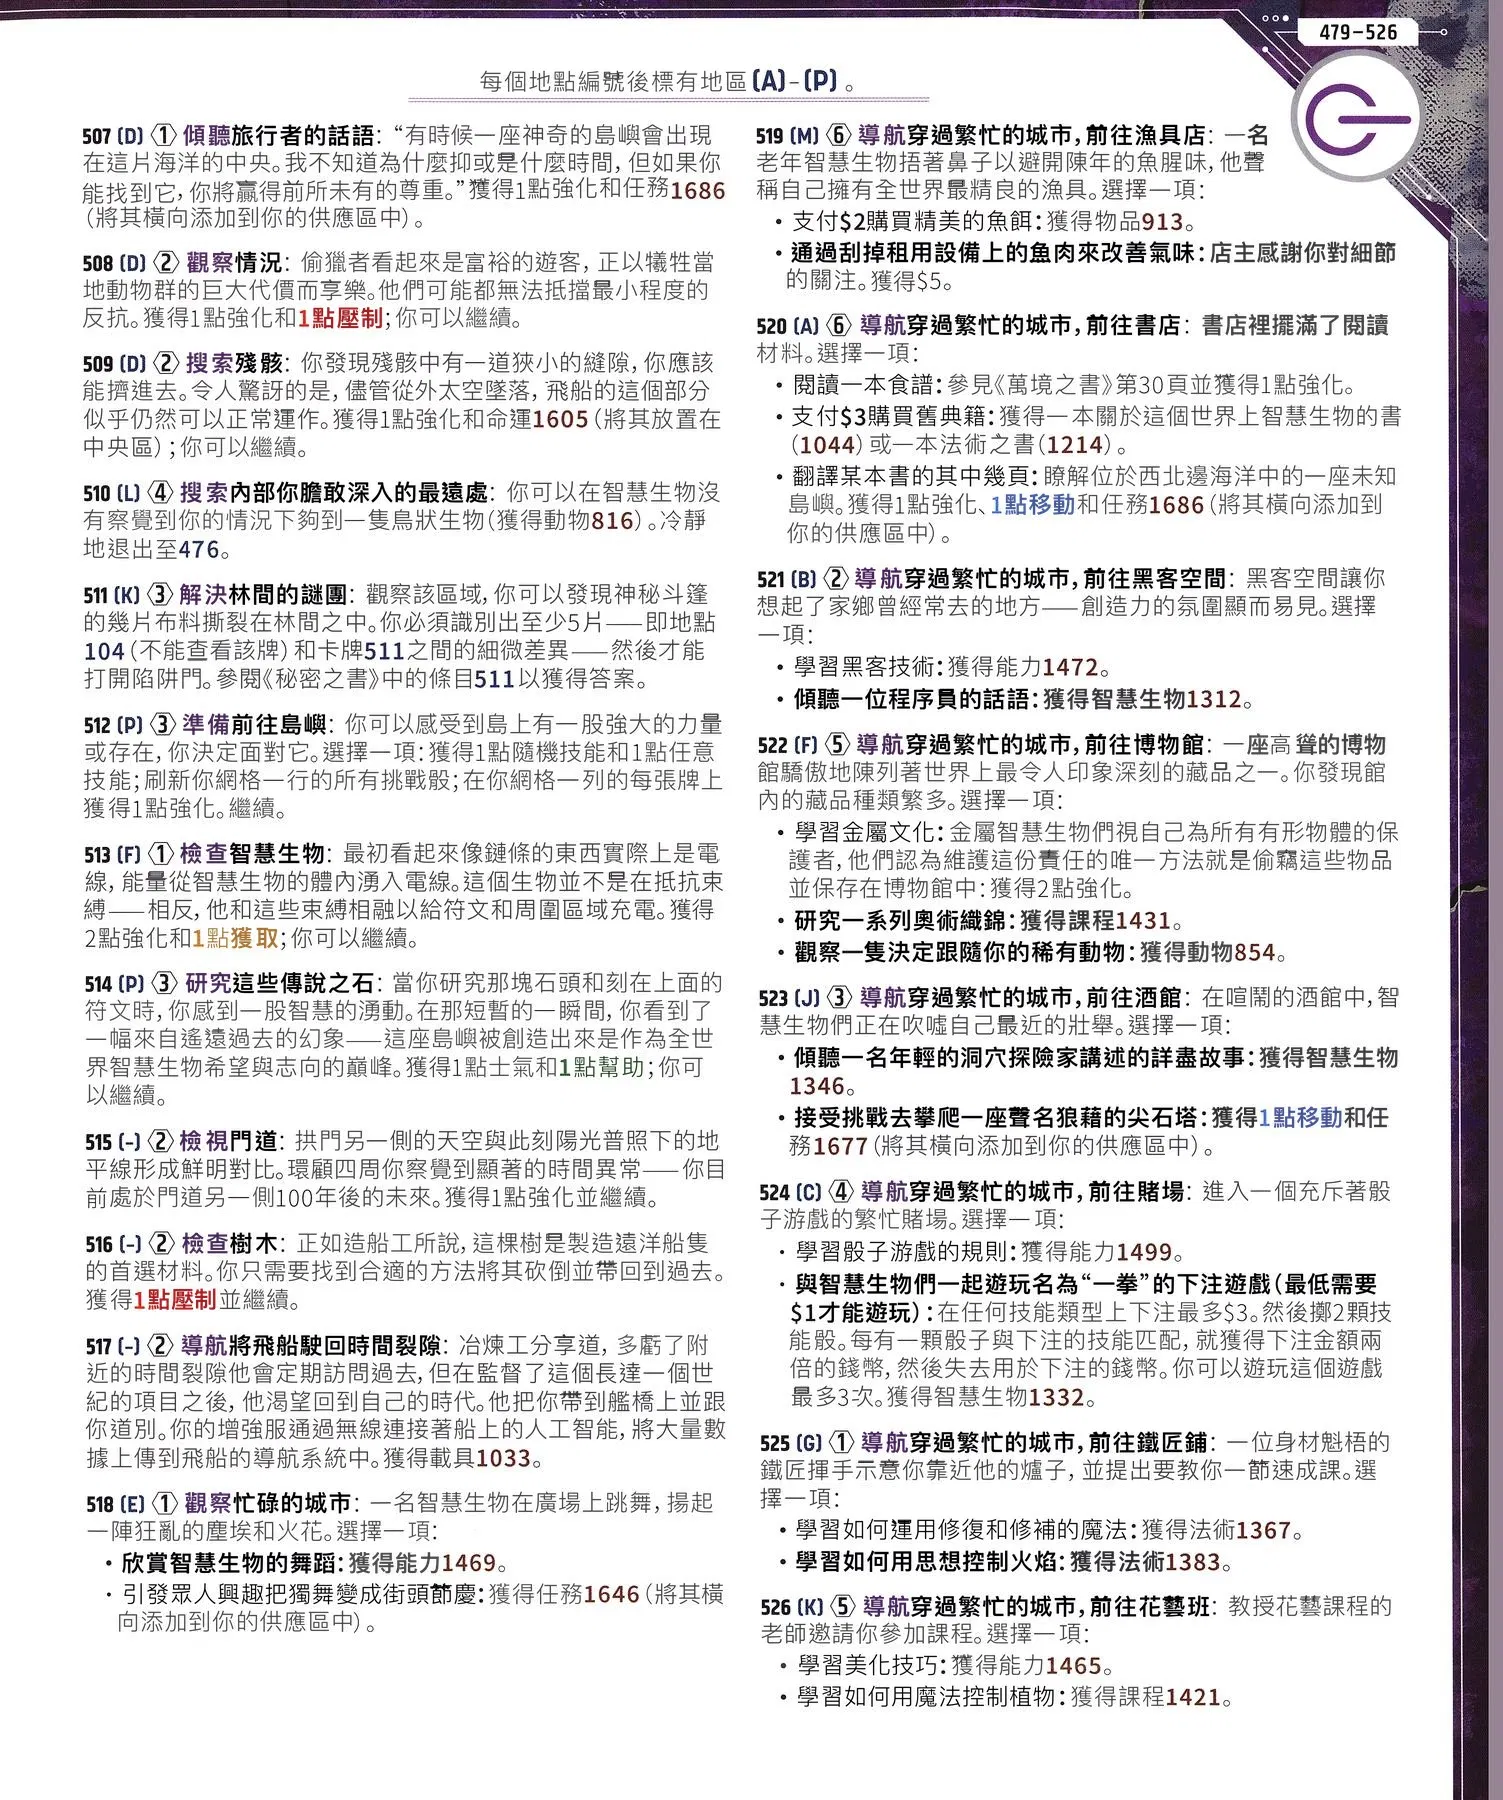 479–526
每個地點編號後標有地區(A)–(P)。
507 (D) ① 傾聽旅行者的話語：“有時候一座神奇的島嶼會出現
在這片海洋的中央。我不知道為什麼抑或是什麼時間，但如果你
能找到它，你將贏得前所未有的尊重。”獲得1點強化和任務1686
（將其橫向添加到你的供應區中）。
508 (D) ② 觀察情況：偷獵者看起來是富裕的遊客，正以犧牲當
地動物群的巨大代價而享樂。他們可能都無法抵擋最小程度的
反抗。獲得1點強化和1點壓制；你可以繼續。
509 (D) ② 搜索殘骸：你發現殘骸中有一道狹小的縫隙，你應該
能擠進去。令人驚訝的是，儘管從外太空墜落，飛船的這個部分
似乎仍然可以正常運作。獲得1點強化和命運1605（將其放置在
中央區）；你可以繼續。
510 (L) ④ 搜索內部你膽敢深入的最遠處：你可以在智慧生物沒
有察覺到你的情況下夠到一隻鳥狀生物（獲得動物816）。冷靜
地退出至476。
511 (K) ③ 解決林間的謎團：觀察該區域，你可以發現神秘斗篷
的幾片布料撕裂在林間之中。你必須識別出至少5片——即地點
104（不能查看該牌）和卡牌511之間的細微差異——然後才能
打開陷阱門。參閱《秘密之書》中的條目511以獲得答案。
512 (P) ③ 準備前往島嶼：你可以感受到島上有一股強大的力量
或存在，你決定面對它。選擇一項：獲得1點隨機技能和1點任意
技能；刷新你網格一行的所有挑戰骰；在你網格一列的每張牌上
獲得1點強化。繼續。
513 (F) ① 檢查智慧生物：最初看起來像鏈條的東西實際上是電
線，能量從智慧生物的體內湧入電線。這個生物並不是在抵抗束
縛——相反，他和這些束縛相融以給符文和周圍區域充電。獲得
2點強化和1點獲取；你可以繼續。
514 (P) ③ 研究這些傳說之石：當你研究那塊石頭和刻在上面的
符文時，你感到一股智慧的湧動。在那短暫的一瞬間，你看到了
一幅來自遙遠過去的幻象——這座島嶼被創造出來是作為全世
界智慧生物希望與志向的巔峰。獲得1點士氣和1點幫助；你可
以繼續。
515 (–) ② 檢視門道：拱門另一側的天空與此刻陽光普照下的地
平線形成鮮明對比。環顧四周你察覺到顯著的時間異常——你目
前處於門道另一側100年後的未來。獲得1點強化並繼續。
516 (–) ② 檢查樹木：正如造船工所說，這棵樹是製造遠洋船隻
的首選材料。你只需要找到合適的方法將其砍倒並帶回到過去。
獲得1點壓制並繼續。
517 (–) ② 導航將飛船駛回時間裂隙：冶煉工分享道，多虧了附
近的時間裂隙他會定期訪問過去，但在監督了這個長達一個世
紀的項目之後，他渴望回到自己的時代。他把你帶到艦橋上並跟
你道別。你的增強服通過無線連接著船上的人工智能，將大量數
據上傳到飛船的導航系統中。獲得載具1033。
518 (E) ① 觀察忙碌的城市：一名智慧生物在廣場上跳舞，揚起
一陣狂亂的塵埃和火花。選擇一項：
• 欣賞智慧生物的舞蹈：獲得能力1469。
• 引發眾人興趣把獨舞變成街頭節慶：獲得任務1646（將其橫
向添加到你的供應區中）。
519 (M) ⑥ 導航穿過繁忙的城市，前往漁具店：一名
老年智慧生物捂著鼻子以避開陳年的魚腥味，他聲
稱自己擁有全世界最精良的漁具。選擇一項：
• 支付$2購買精美的魚餌：獲得物品913。
• 通過刮掉租用設備上的魚肉來改善氣味：店主感謝你對細節
的關注。獲得$5。
520 (A) ⑥ 導航穿過繁忙的城市，前往書店：書店裡擺滿了閱讀
材料。選擇一項：
• 閱讀一本食譜：參見《萬境之書》第30頁並獲得1點強化。
• 支付$3購買舊典籍：獲得一本關於這個世界上智慧生物的書
（1044）或一本法術之書（1214）。
• 翻譯某本書的其中幾頁：瞭解位於西北邊海洋中的一座未知
島嶼。獲得1點強化、1點移動和任務1686（將其橫向添加到
你的供應區中）。
521 (B) ② 導航穿過繁忙的城市，前往黑客空間：黑客空間讓你
想起了家鄉曾經常去的地方——創造力的氛圍顯而易見。選擇
一項：
• 學習黑客技術：獲得能力1472。
• 傾聽一位程序員的話語：獲得智慧生物1312。
522 (F) ⑤ 導航穿過繁忙的城市，前往博物館：一座高聳的博物
館驕傲地陳列著世界上最令人印象深刻的藏品之一。你發現館
內的藏品種類繁多。選擇一項：
• 學習金屬文化：金屬智慧生物們視自己為所有有形物體的保
護者，他們認為維護這份責任的唯一方法就是偷竊這些物品
並保存在博物館中：獲得2點強化。
• 研究一系列奧術織錦：獲得課程1431。
• 觀察一隻決定跟隨你的稀有動物：獲得動物854。
523 (J) ③ 導航穿過繁忙的城市，前往酒館：在喧鬧的酒館中，智
慧生物們正在吹噓自己最近的壯舉。選擇一項：
• 傾聽一名年輕的洞穴探險家講述的詳盡故事：獲得智慧生物
1346。
• 接受挑戰去攀爬一座聲名狼藉的尖石塔：獲得1點移動和任
務1677（將其橫向添加到你的供應區中）。
524 (C) ④ 導航穿過繁忙的城市，前往賭場：進入一個充斥著骰
子游戲的繁忙賭場。選擇一項：
• 學習骰子游戲的規則：獲得能力1499。
• 與智慧生物們一起遊玩名為“一拳”的下注遊戲（最低需要
$1才能遊玩）：在任何技能類型上下注最多$3。然後擲2顆技
能骰。每有一顆骰子與下注的技能匹配，就獲得下注金額兩
倍的錢幣，然後失去用於下注的錢幣。你可以遊玩這個遊戲
最多3次。獲得智慧生物1332。
525 (G) ① 導航穿過繁忙的城市，前往鐵匠鋪：一位身材魁梧的
鐵匠揮手示意你靠近他的爐子，並提出要教你一節速成課。選
擇一項：
• 學習如何運用修復和修補的魔法：獲得法術1367。
• 學習如何用思想控制火焰：獲得法術1383。
526 (K) ⑤ 導航穿過繁忙的城市，前往花藝班：教授花藝課程的
老師邀請你參加課程。選擇一項：
• 學習美化技巧：獲得能力1465。
• 學習如何用魔法控制植物：獲得課程1421。